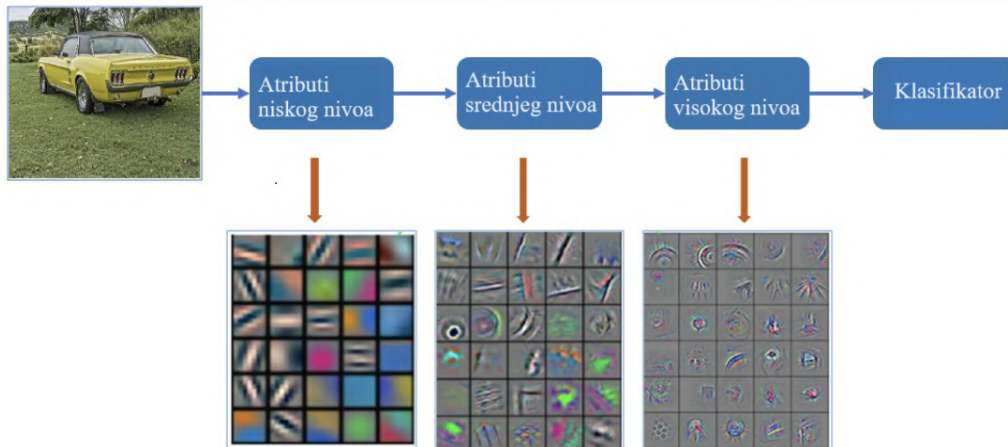 Atributi
niskog nivoa
Atributi
srednjeg nivoa
Atributi
visokog nivoa
Klasifikator